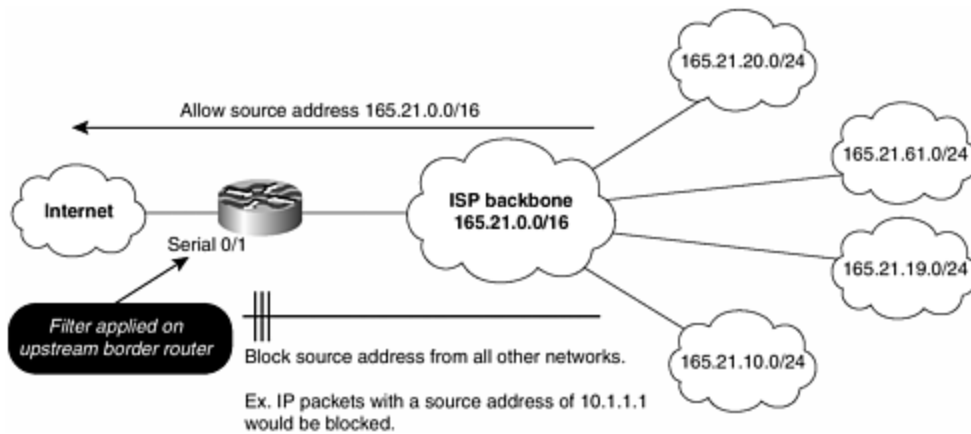 165.21.20.0/24
Allow source address 165.21.0.0/16
165.21.61.0/24
Internet
ISP backbone
165.21.0.0/16
Serial 0/1
165.21.19.0/24
Filter applied on
upstream border router
Block source address from all other networks.
165.21.10.0/24
Ex. IP packets with a source address of 10.1.1.1
would be blocked.